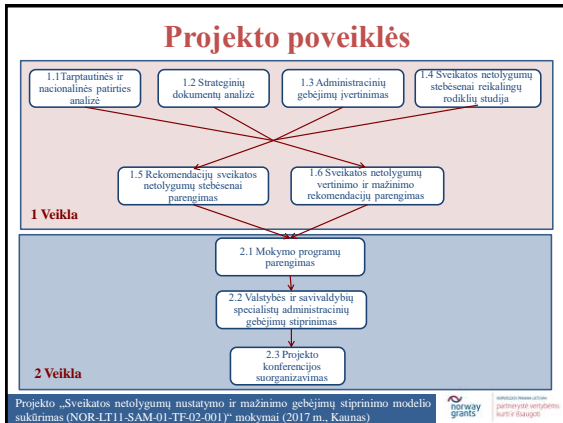 Projekto poveiklės
1.1Tarptautinės ir
nacionalinės patirties
analizė
1.2 Strateginių
dokumentų analizė
1.3 Administracinių
gebėjimų įvertinimas
1.4 Sveikatos netolygumų
stebėsenai reikalingų
rodiklių studija
1.5 Rekomendacijų sveikatos
netolygumų stebėsenai
parengimas
1.6 Sveikatos netolygumų
vertinimo ir mažinimo
rekomendacijų parengimas
1 Veikla
2.1 Mokymo programų
parengimas
2.2 Valstybės ir savivaldybių
specialistų administracinių
gebėjimų stiprinimas
2.3 Projekto
konferencijos
suorganizavimas
2 Veikla
Projekto „Sveikatos netolygumų nustatymo ir mažinimo gebėjimų stiprinimo modelio
sukūrimas (NOR-LT11-SAM-01-TF-02-001)“ mokymai (2017 m., Kaunas)
norway
grants
partnerystė vertybėms
kurti ir išsaugoti